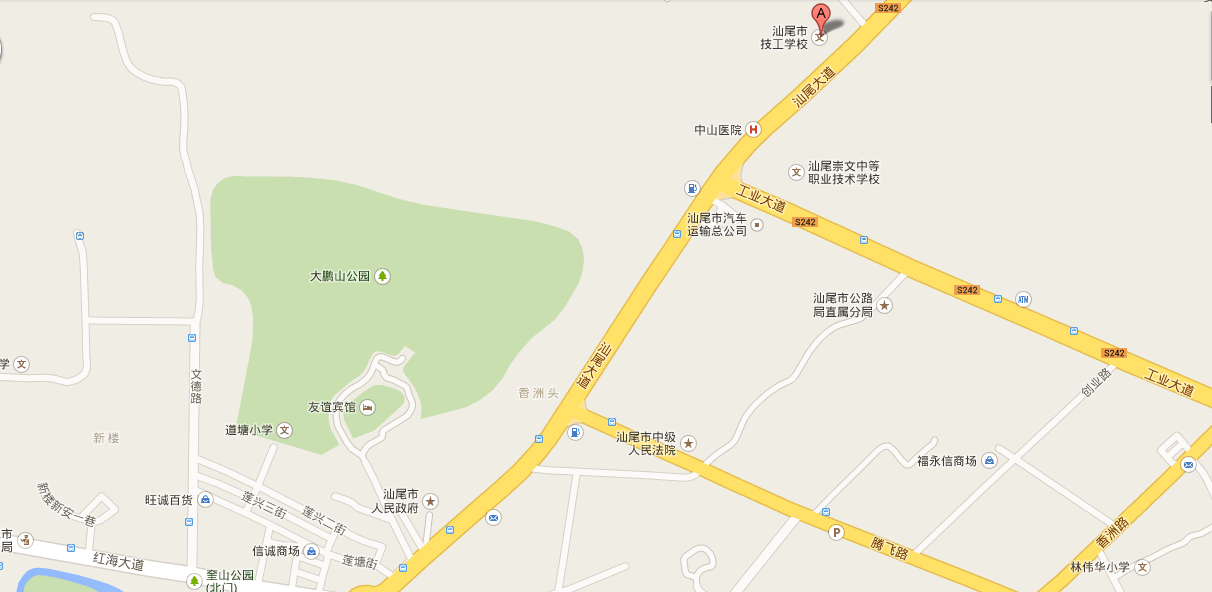 S242
A
汕尾市
技工学校
汕尾大道
中山医院
H
汕尾崇文中等
职业技术学校
文
工业大道
S242
汕尾市汽车
运输总公司
大鹏山公园
S242
ATM
汕尾市公路
局直属分局
S242
汕尾大道
学
文
文德路
香洲头
创业路
工业大道
友谊宾馆
道塘小学
文
新楼
汕尾市中级
人民法院
福永信商场
汕尾市
人民政府
旺诚百货
新楼新安一巷
莲兴三街
莲兴二街
P
腾飞路
香洲路
市
局
信诚商场
莲塘街
红海大道
奎山公园
(北门)
林伟华小学
文